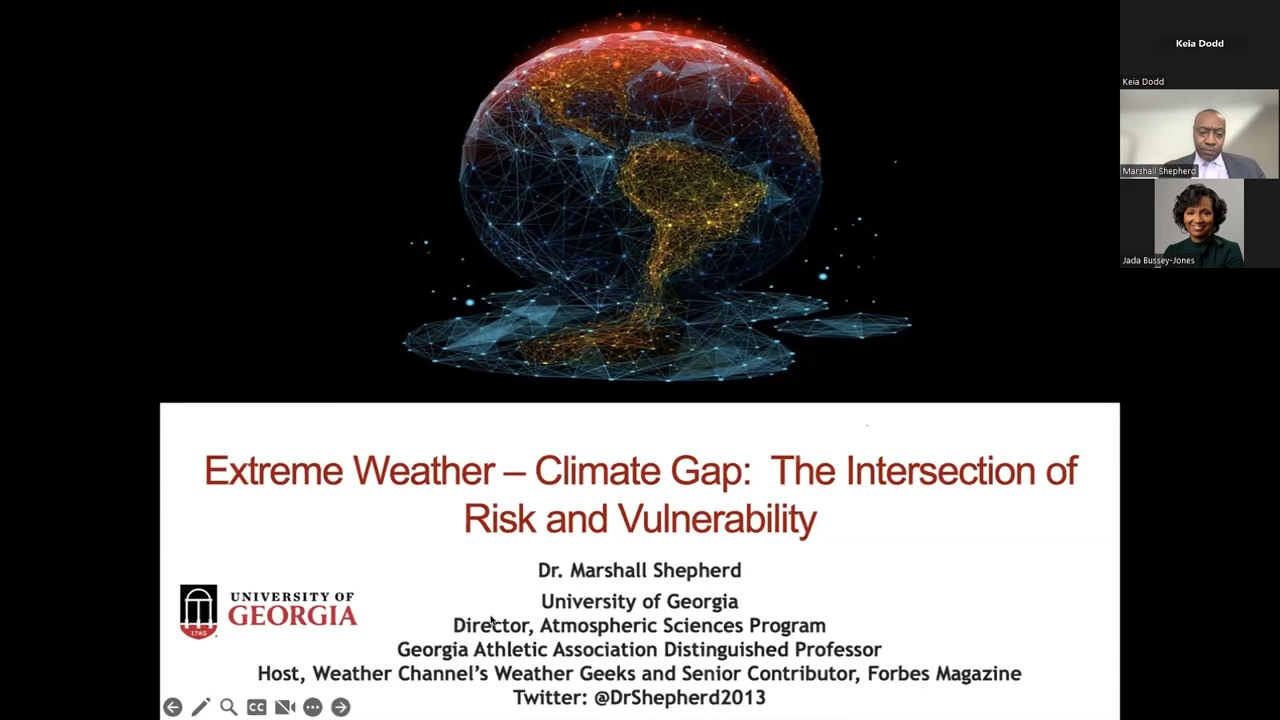 Keia Dodd
Keia Dodd
Marshall Shepherd
Jada Bussey-Jones
Extreme Weather – Climate Gap: The Intersection of
Risk and Vulnerability
Dr. Marshall Shepherd
University of Georgia
Director, Atmospheric Sciences Program
Georgia Athletic Association Distinguished Professor
Host, Weather Channel's Weather Geeks and Senior Contributor, Forbes Magazine
Twitter: @DrShepherd2013
UNIVERSITY OF
GEORGIA
1785
CC